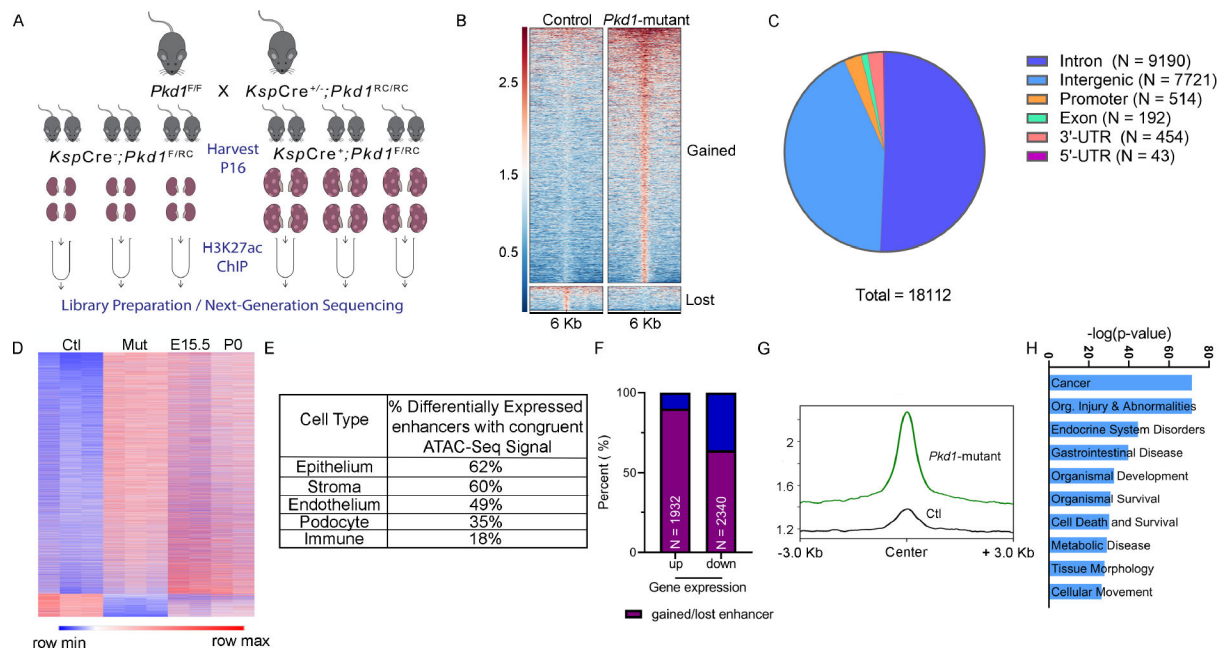 A
Pkd1F/F X KspCre+/-;Pkd1RC/RC
KspCre-;Pkd1F/RC
Harvest
P16
KspCre+;Pkd1F/RC
H3K27ac
ChIP
Library Preparation / Next-Generation Sequencing
B
Control Pkd1-mutant
2.5
1.5
0.5
Gained
Lost
6 Kb 6 Kb
C
Intron (N = 9190)
Intergenic (N = 7721)
Promoter (N = 514)
Exon (N = 192)
3'-UTR (N = 454)
5'-UTR (N = 43)
Total = 18112
D
Ctl Mut E15.5 P0
row min row max
E
Cell Type
% Differentially Expressed
enhancers with congruent
ATAC-Seq Signal
Epithelium 62%
Stroma 60%
Endothelium 49%
Podocyte 35%
Immune 18%
F
Percent (%)
100
50
0
N = 1932
N = 2340
up down
Gene expression
gained/lost enhancer
G
2
1.6
1.2
Pkd1-mutant
Ctl
-3.0 Kb Center + 3.0 Kb
H
-log(p-value)
0 20 40 60 80
Cancer
Org. Injury & Abnormalities
Endocrine System Disorders
Gastrointestinal Disease
Organismal Development
Organismal Survival
Cell Death and Survival
Metabolic Disease
Tissue Morphology
Cellular Movement